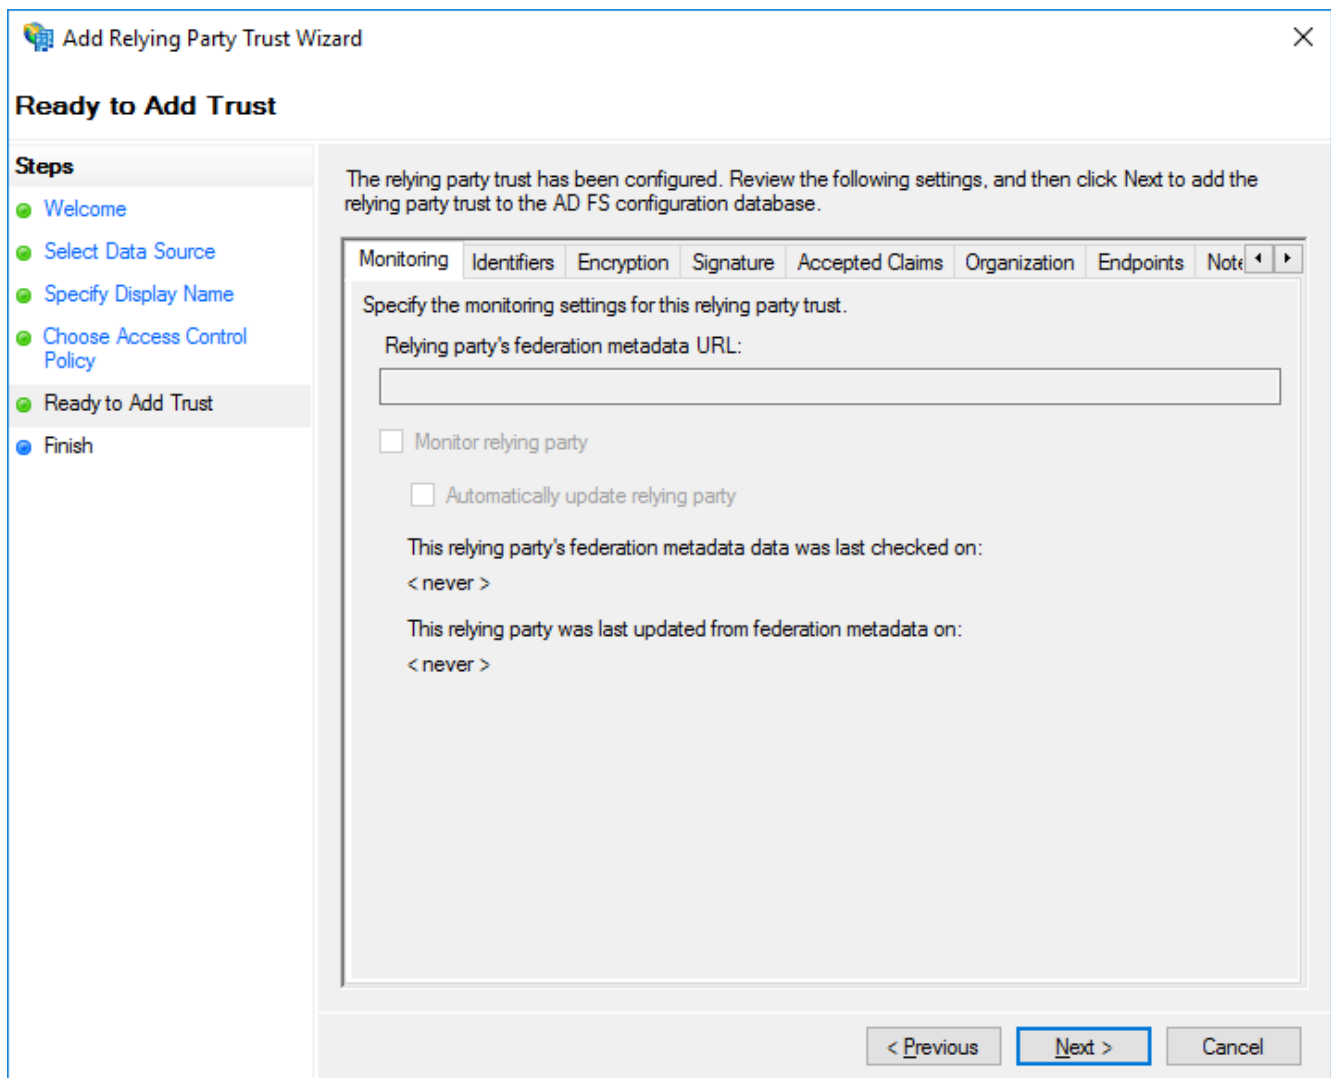 Add Relying Party Trust Wizard
Ready to Add Trust
Steps
Welcome
Select Data Source
Specify Display Name
Choose Access Control
Policy
Ready to Add Trust
Finish
The relying party trust has been configured. Review the following settings, and then click Next to add the
relying party trust to the AD FS configuration database.
Monitoring Identifiers Encryption Signature Accepted Claims Organization Endpoints Note
Specify the monitoring settings for this relying party trust.
Relying party's federation metadata URL:
Monitor relying party
Automatically update relying party
This relying party's federation metadata data was last checked on:
< never >
This relying party was last updated from federation metadata on:
< never >
< Previous Next > Cancel